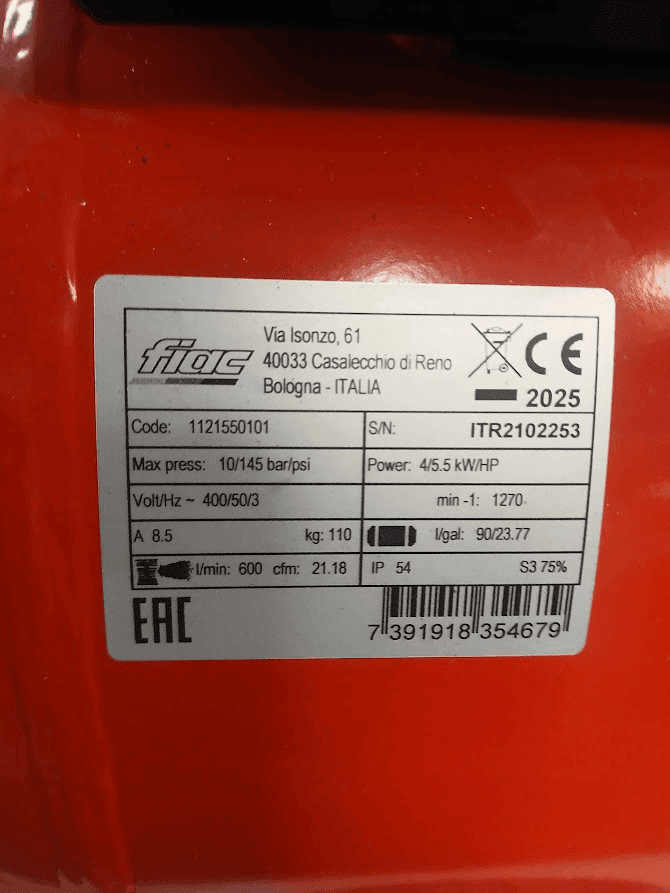 fiac
Via Isonzo, 61
40033 Casalecchio di Reno
Bologna - ITALIA
CE
2025
Code: 1121550101
S/N: ITR2102253
Max press: 10/145 bar/psi
Power: 4/5.5 kW/HP
Volt/Hz ~ 400/50/3
min -1: 1270
A 8.5 kg: 110
l/gal: 90/23.77
l/min: 600 cfm: 21.18
IP 54 S3 75%
EAC
7 391918 354679